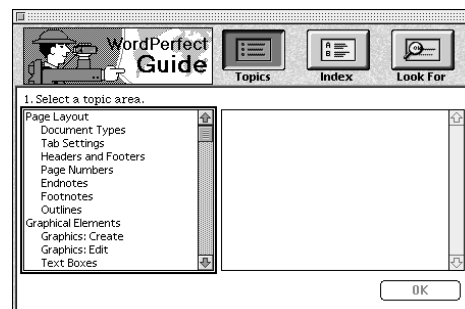 WordPerfect
Guide
Topics
Index
Look For
1. Select a topic area.
Page Layout
Document Types
Tab Settings
Headers and Footers
Page Numbers
Endnotes
Footnotes
Outlines
Graphical Elements
Graphics: Create
Graphics: Edit
Text Boxes
OK